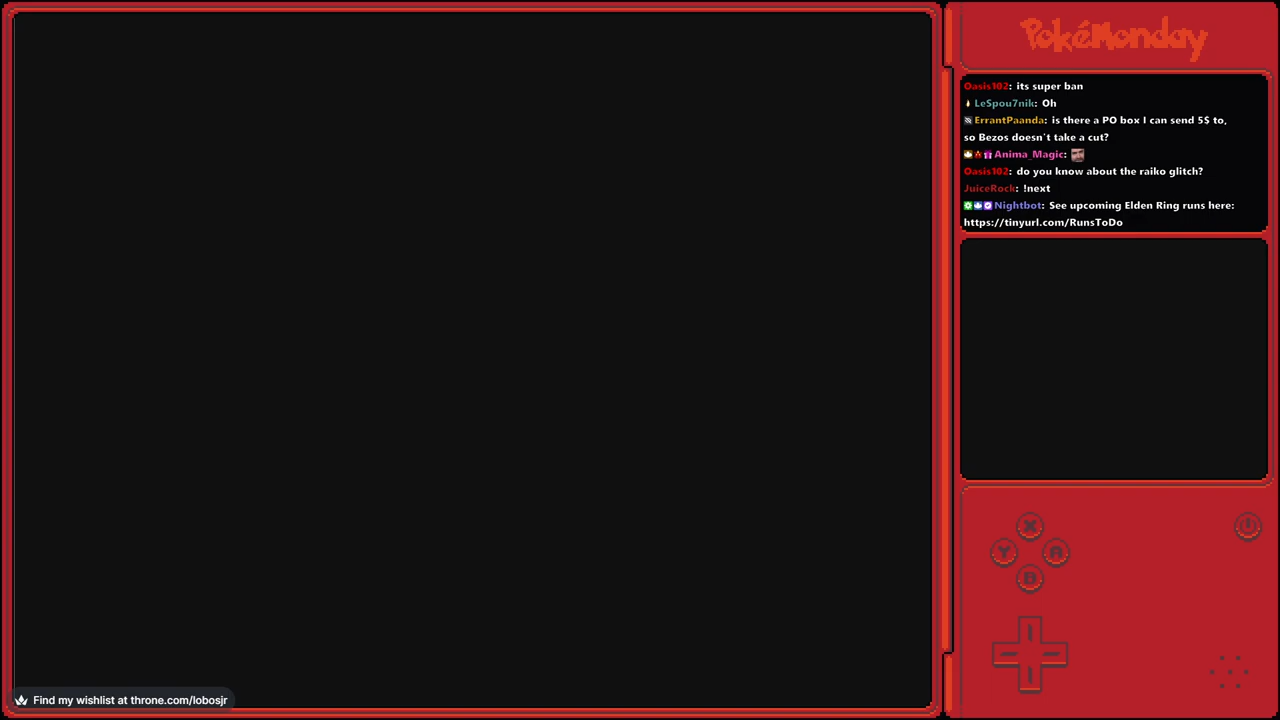 PokéMonday
Oasis102: its super ban
LeSpou7nik: Oh
ErrantPaanda: is there a PO box I can send 5$ to,
so Bezos doesn't take a cut?
Anima_Magic:
Oasis102: do you know about the raiko glitch?
JuiceRock: !next
Nightbot: See upcoming Elden Ring runs here:
https://tinyurl.com/RunsToDo
X
Y A
B
Find my wishlist at throne.com/lobosjr